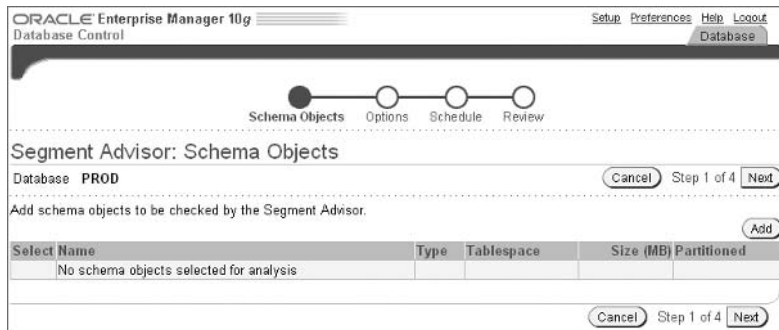 ORACLE Enterprise Manager 10g
Database Control
Setup Preferences Help Logout
Database
Schema Objects Options Schedule Review
Segment Advisor: Schema Objects
Database PROD
Cancel Step 1 of 4 Next
Add schema objects to be checked by the Segment Advisor.
Add
Select Name Type Tablespace Size (MB) Partitioned
No schema objects selected for analysis
Cancel Step 1 of 4 Next